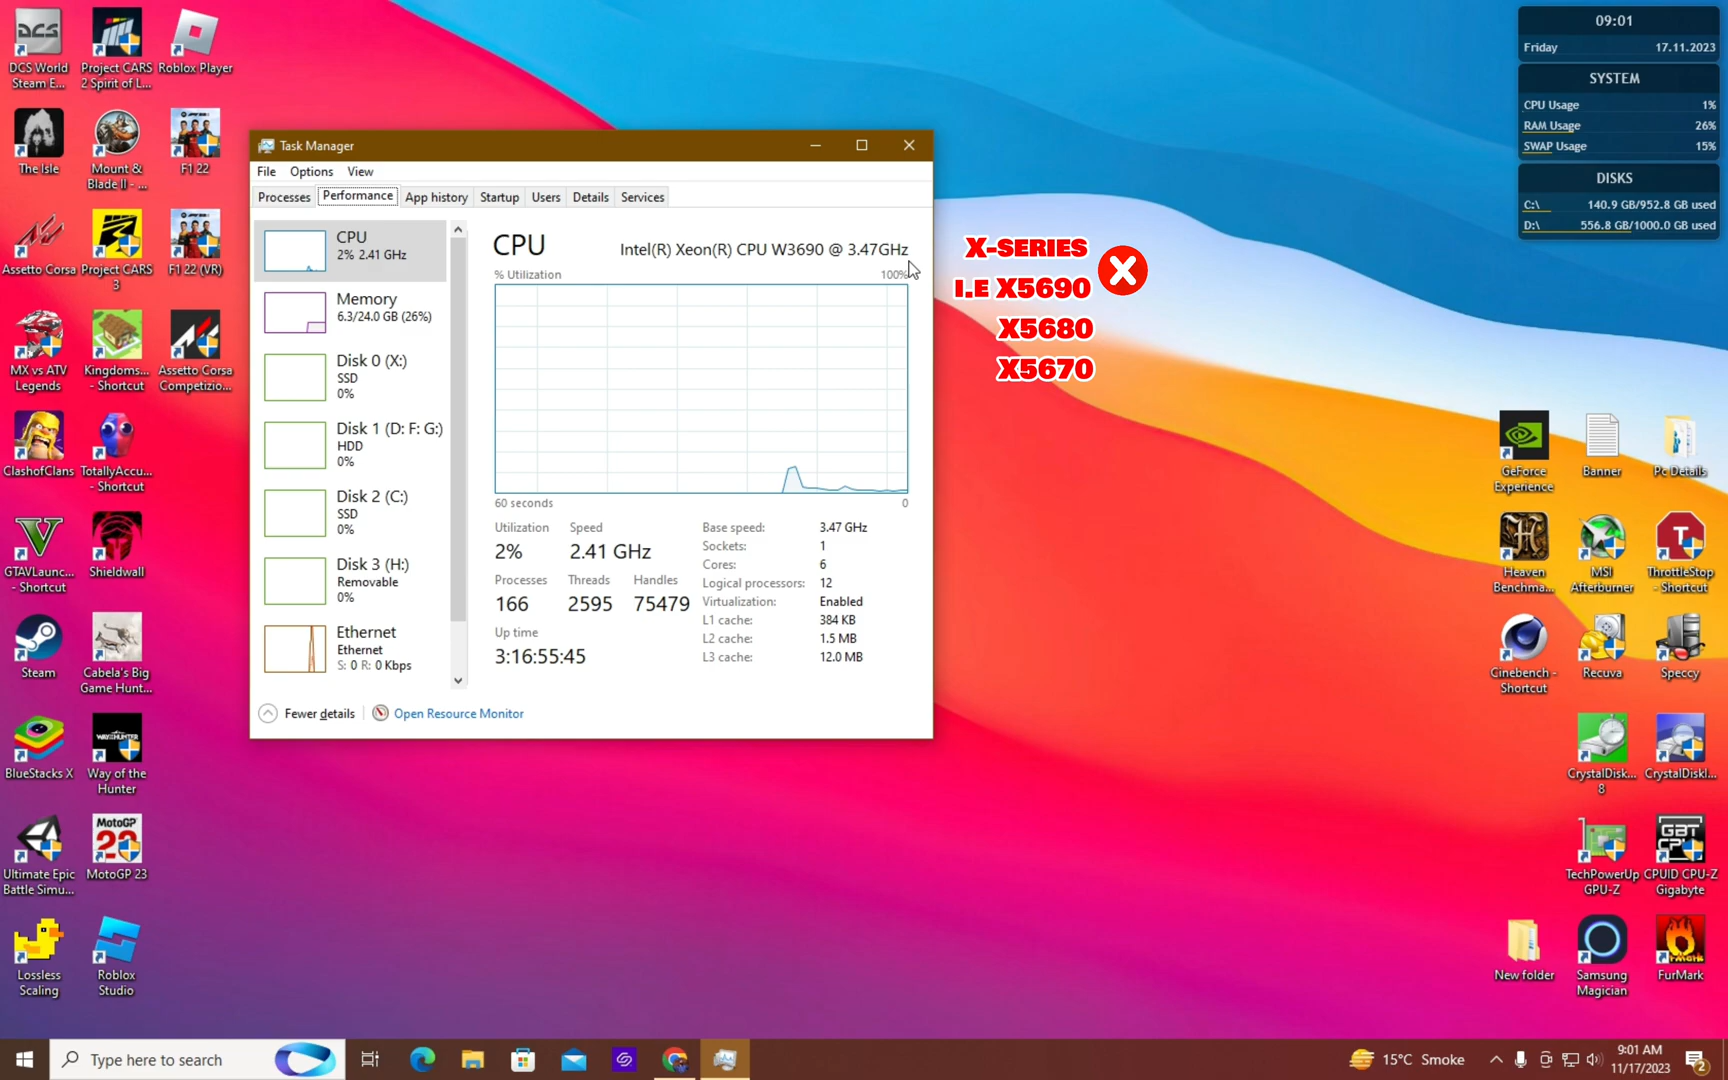 DCS
DCS World
Steam E...
Project CARS
2 Spirit of L...
Roblox Player
The Isle
Mount &
Blade II - ...
F1 22
Assetto Corsa
Project CARS
3
F1 22 (VR)
MX vs ATV
Legends
Kingdoms...
- Shortcut
Assetto Corsa
Competizio...
ClashofClans
TotallyAccu...
- Shortcut
GTAVLaunc...
- Shortcut
Shieldwall
Steam
Cabela's Big
Game Hunt...
BlueStacks X
Way of the
Hunter
Ultimate Epic
Battle Simu...
MotoGP
23
MotoGP 23
Lossless
Scaling
Roblox
Studio
Task Manager
File Options View
Processes Performance App history Startup Users Details Services
CPU
2% 2.41 GHz
Memory
6.3/24.0 GB (26%)
Disk 0 (X:)
SSD
0%
Disk 1 (D: F: G:)
HDD
0%
Disk 2 (C:)
SSD
0%
Disk 3 (H:)
Removable
0%
Ethernet
Ethernet
S: 0 R: 0 Kbps
CPU Intel(R) Xeon(R) CPU W3690 @ 3.47GHz
% Utilization 100%
60 seconds 0
Utilization Speed
2% 2.41 GHz
Processes Threads Handles
166 2595 75479
Up time
3:16:55:45
Base speed: 3.47 GHz
Sockets: 1
Cores: 6
Logical processors: 12
Virtualization: Enabled
L1 cache: 384 KB
L2 cache: 1.5 MB
L3 cache: 12.0 MB
Fewer details Open Resource Monitor
X-SERIES
I.E X5690
X5680
X5670
09:01
Friday 17.11.2023
SYSTEM
CPU Usage 1%
RAM Usage 26%
SWAP Usage 15%
DISKS
C:\ 140.9 GB/952.8 GB used
D:\ 556.8 GB/1000.0 GB used
GeForce
Experience
Banner
Pc Details
Heaven
Benchma...
MSI
Afterburner
ThrottleStop
- Shortcut
Cinebench -
Shortcut
Recuva
Speccy
CrystalDisk...
8
CrystalDiskI...
TechPowerUp
GPU-Z
CPUID CPU-Z
Gigabyte
New folder
Samsung
Magician
FurMark
Type here to search
15°C Smoke
9:01 AM
11/17/2023
2